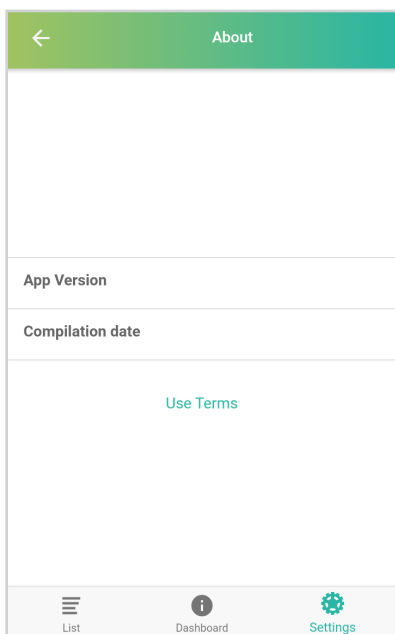 About
App Version
Compilation date
Use Terms
List
Dashboard
Settings